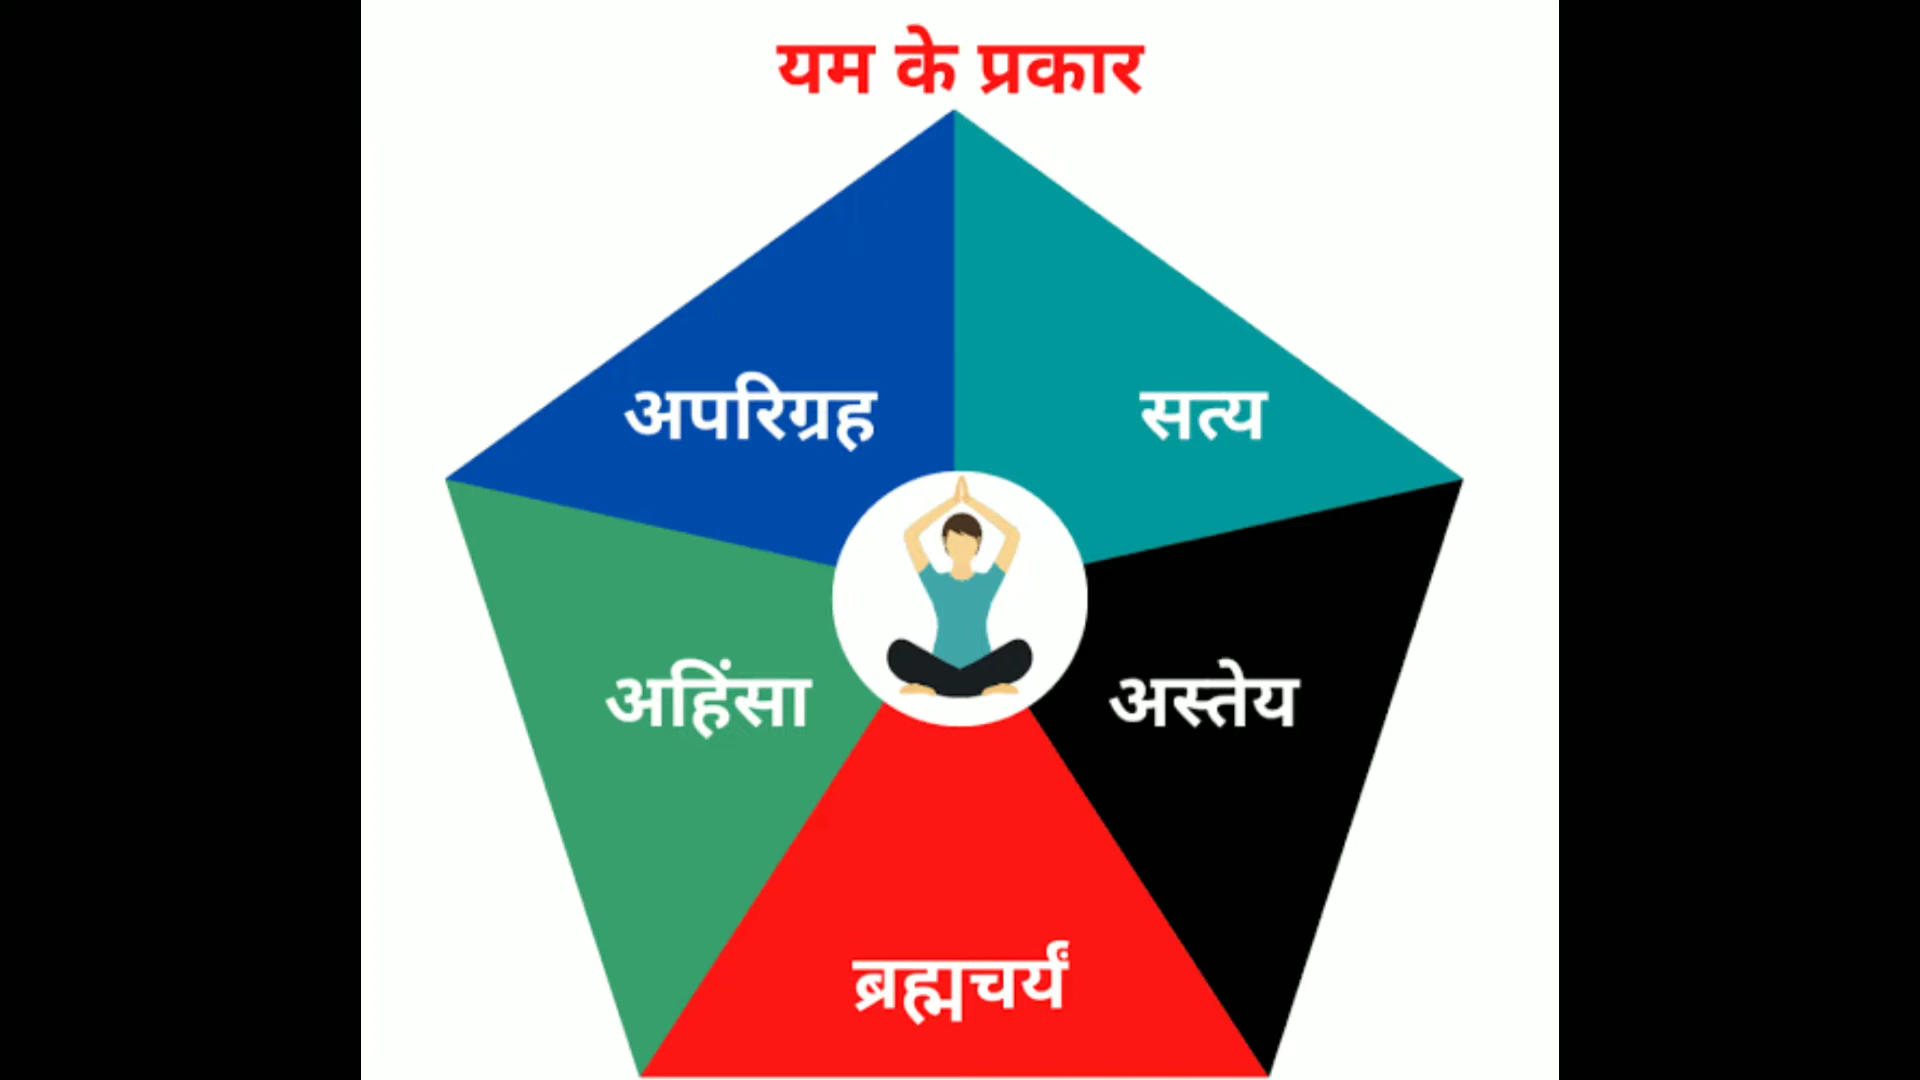 यम के प्रकार
अपरिग्रह
सत्य
अहिंसा
अस्तेय
ब्रह्मचर्यं